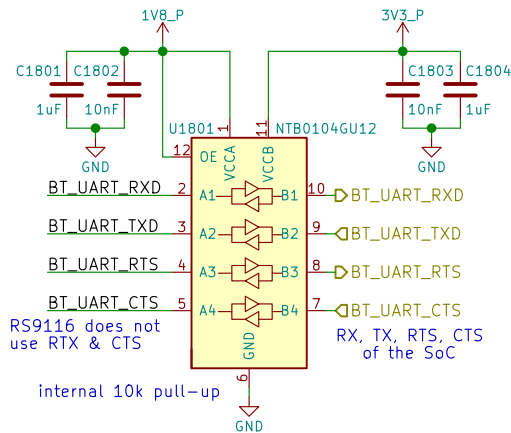 1V8_P 3V3_P
C1801 C1802 C1803 C1804
1uF 10nF 10nF 1uF
GND GND
U1801 NTB0104GU12
1 11
12 OE VCCA VCCB
BT_UART_RXD 2 A1 B1 10 BT_UART_RXD
BT_UART_TXD 3 A2 B2 9 BT_UART_TXD
BT_UART_RTS 4 A3 B3 8 BT_UART_RTS
BT_UART_CTS 5 A4 B4 7 BT_UART_CTS
RS9116 does not
use RTX & CTS
GND
RX, TX, RTS, CTS
of the SoC
6
internal 10k pull-up
GND